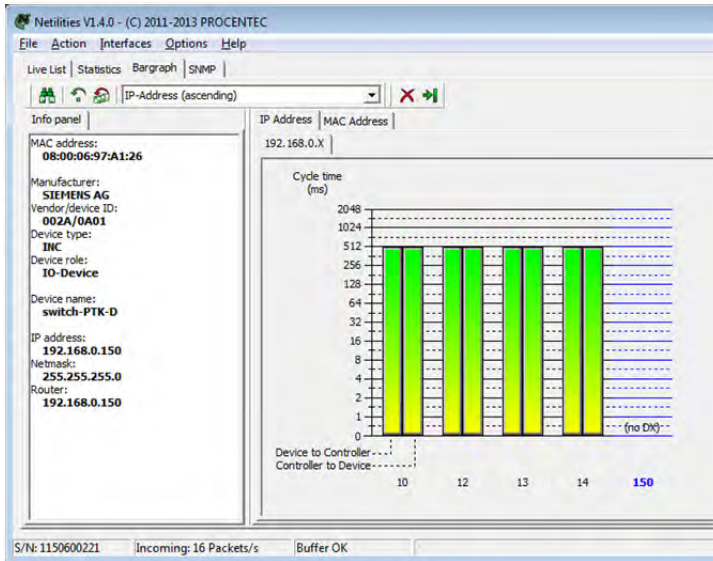 Netilities V1.4.0 - (C) 2011-2013 PROCENTEC
File Action Interfaces Options Help
Live List Statistics Bargraph SNMP
IP-Address (ascending)
Info panel
MAC address:
08:00:06:97:A1:26
Manufacturer:
SIEMENS AG
Vendor/device ID:
002A/0A01
Device type:
INC
Device role:
IO-Device
Device name:
switch-PTK-D
IP address:
192.168.0.150
Netmask:
255.255.255.0
Router:
192.168.0.150
IP Address MAC Address
192.168.0.X
Cycle time
(ms)
2048
1024
512
256
128
64
32
16
8
4
2
1
0
(no DX)
Device to Controller
Controller to Device
10 12 13 14 150
S/N: 1150600221 Incoming: 16 Packets/s Buffer OK